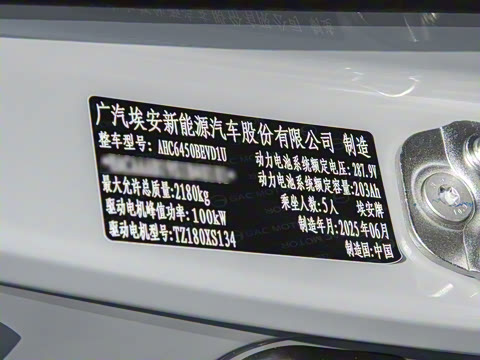 广汽埃安新能源汽车股份有限公司 制造
整车型号: AHC6450BEVD1U
动力电池系统额定电压: 281.9V
动力电池系统额定容量: 203Ah
最大允许总质量: 2180kg
乘坐人数: 5人 埃安牌
驱动电机峰值功率: 100kW
制造年月: 2025年06月
驱动电机型号: TZ180XS134
制造国: 中国